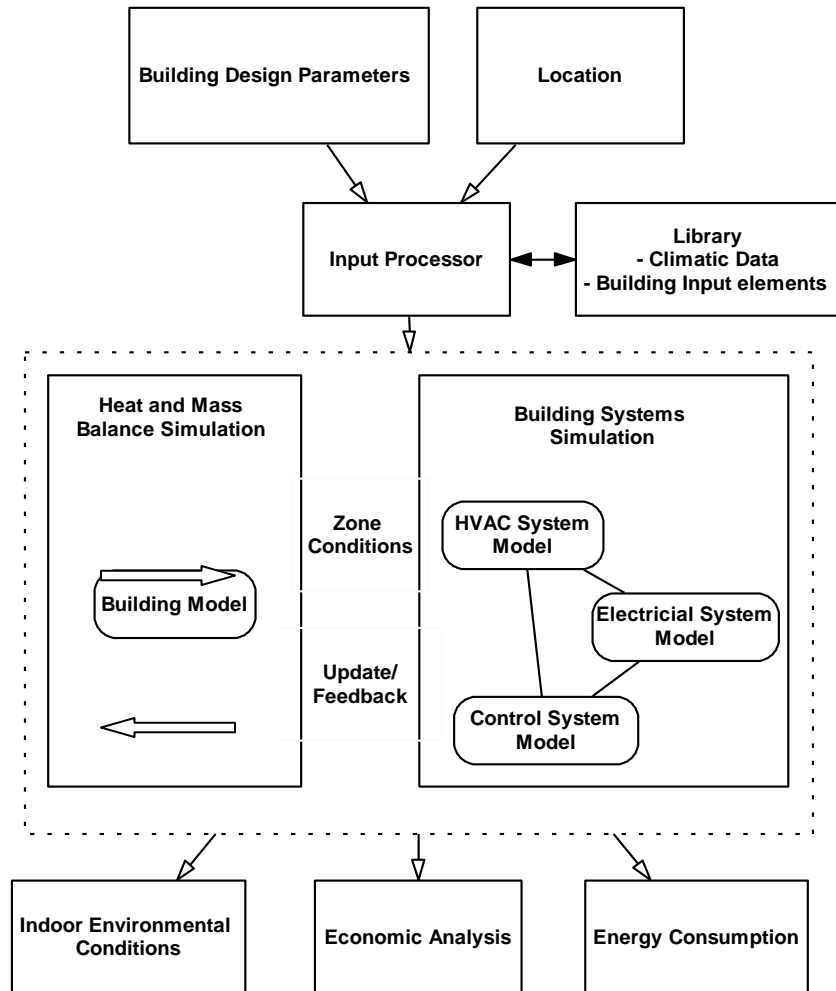 Building Design Parameters
Location
Input Processor
Library
- Climatic Data
- Building Input elements
Heat and Mass
Balance Simulation
Building Systems
Simulation
Zone
Conditions
HVAC System
Model
Building Model
Electricial System
Model
Update/
Feedback
Control System
Model
Indoor Environmental
Conditions
Economic Analysis
Energy Consumption